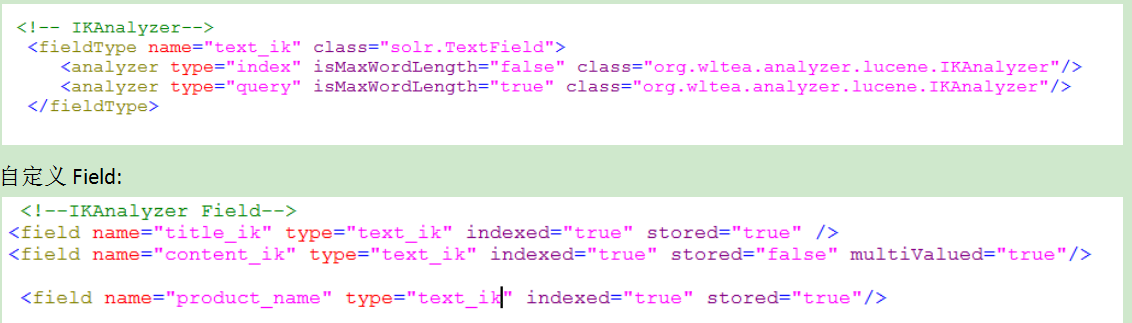 <!-- IKAnalyzer-->
<fieldType name="text_ik" class="solr.TextField">
<analyzer type="index" isMaxWordLength="false" class="org.wltea.analyzer.lucene.IKAnalyzer"/>
<analyzer type="query" isMaxWordLength="true" class="org.wltea.analyzer.lucene.IKAnalyzer"/>
</fieldType>
自定义 Field:
<!--IKAnalyzer Field-->
<field name="title_ik" type="text_ik" indexed="true" stored="true" />
<field name="content_ik" type="text_ik" indexed="true" stored="false" multiValued="true"/>
<field name="product_name" type="text_ik" indexed="true" stored="true"/>